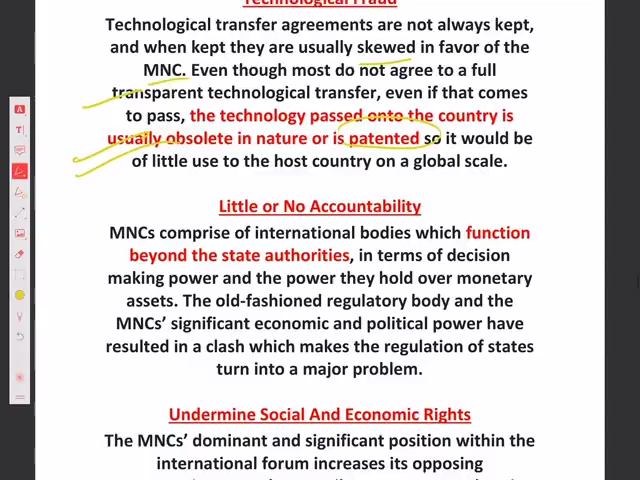 Technological Fraud
Technological transfer agreements are not always kept,
and when kept they are usually skewed in favor of the
MNC. Even though most do not agree to a full
transparent technological transfer, even if that comes
to pass, the technology passed onto the country is
usually obsolete in nature or is patented so it would be
of little use to the host country on a global scale.
Little or No Accountability
MNCs comprise of international bodies which function
beyond the state authorities, in terms of decision
making power and the power they hold over monetary
assets. The old-fashioned regulatory body and the
MNCs' significant economic and political power have
resulted in a clash which makes the regulation of states
turn into a major problem.
Undermine Social And Economic Rights
The MNCs' dominant and significant position within the
international forum increases its opposing